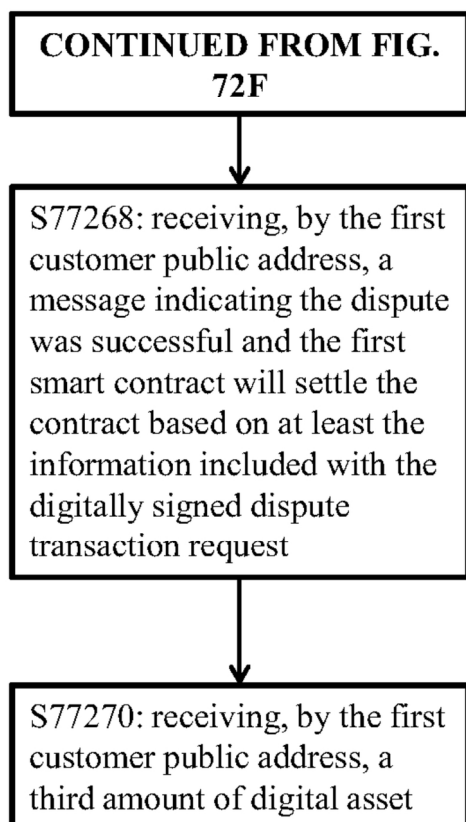 CONTINUED FROM FIG.
72F
S77268: receiving, by the first
customer public address, a
message indicating the dispute
was successful and the first
smart contract will settle the
contract based on at least the
information included with the
digitally signed dispute
transaction request
S77270: receiving, by the first
customer public address, a
third amount of digital asset